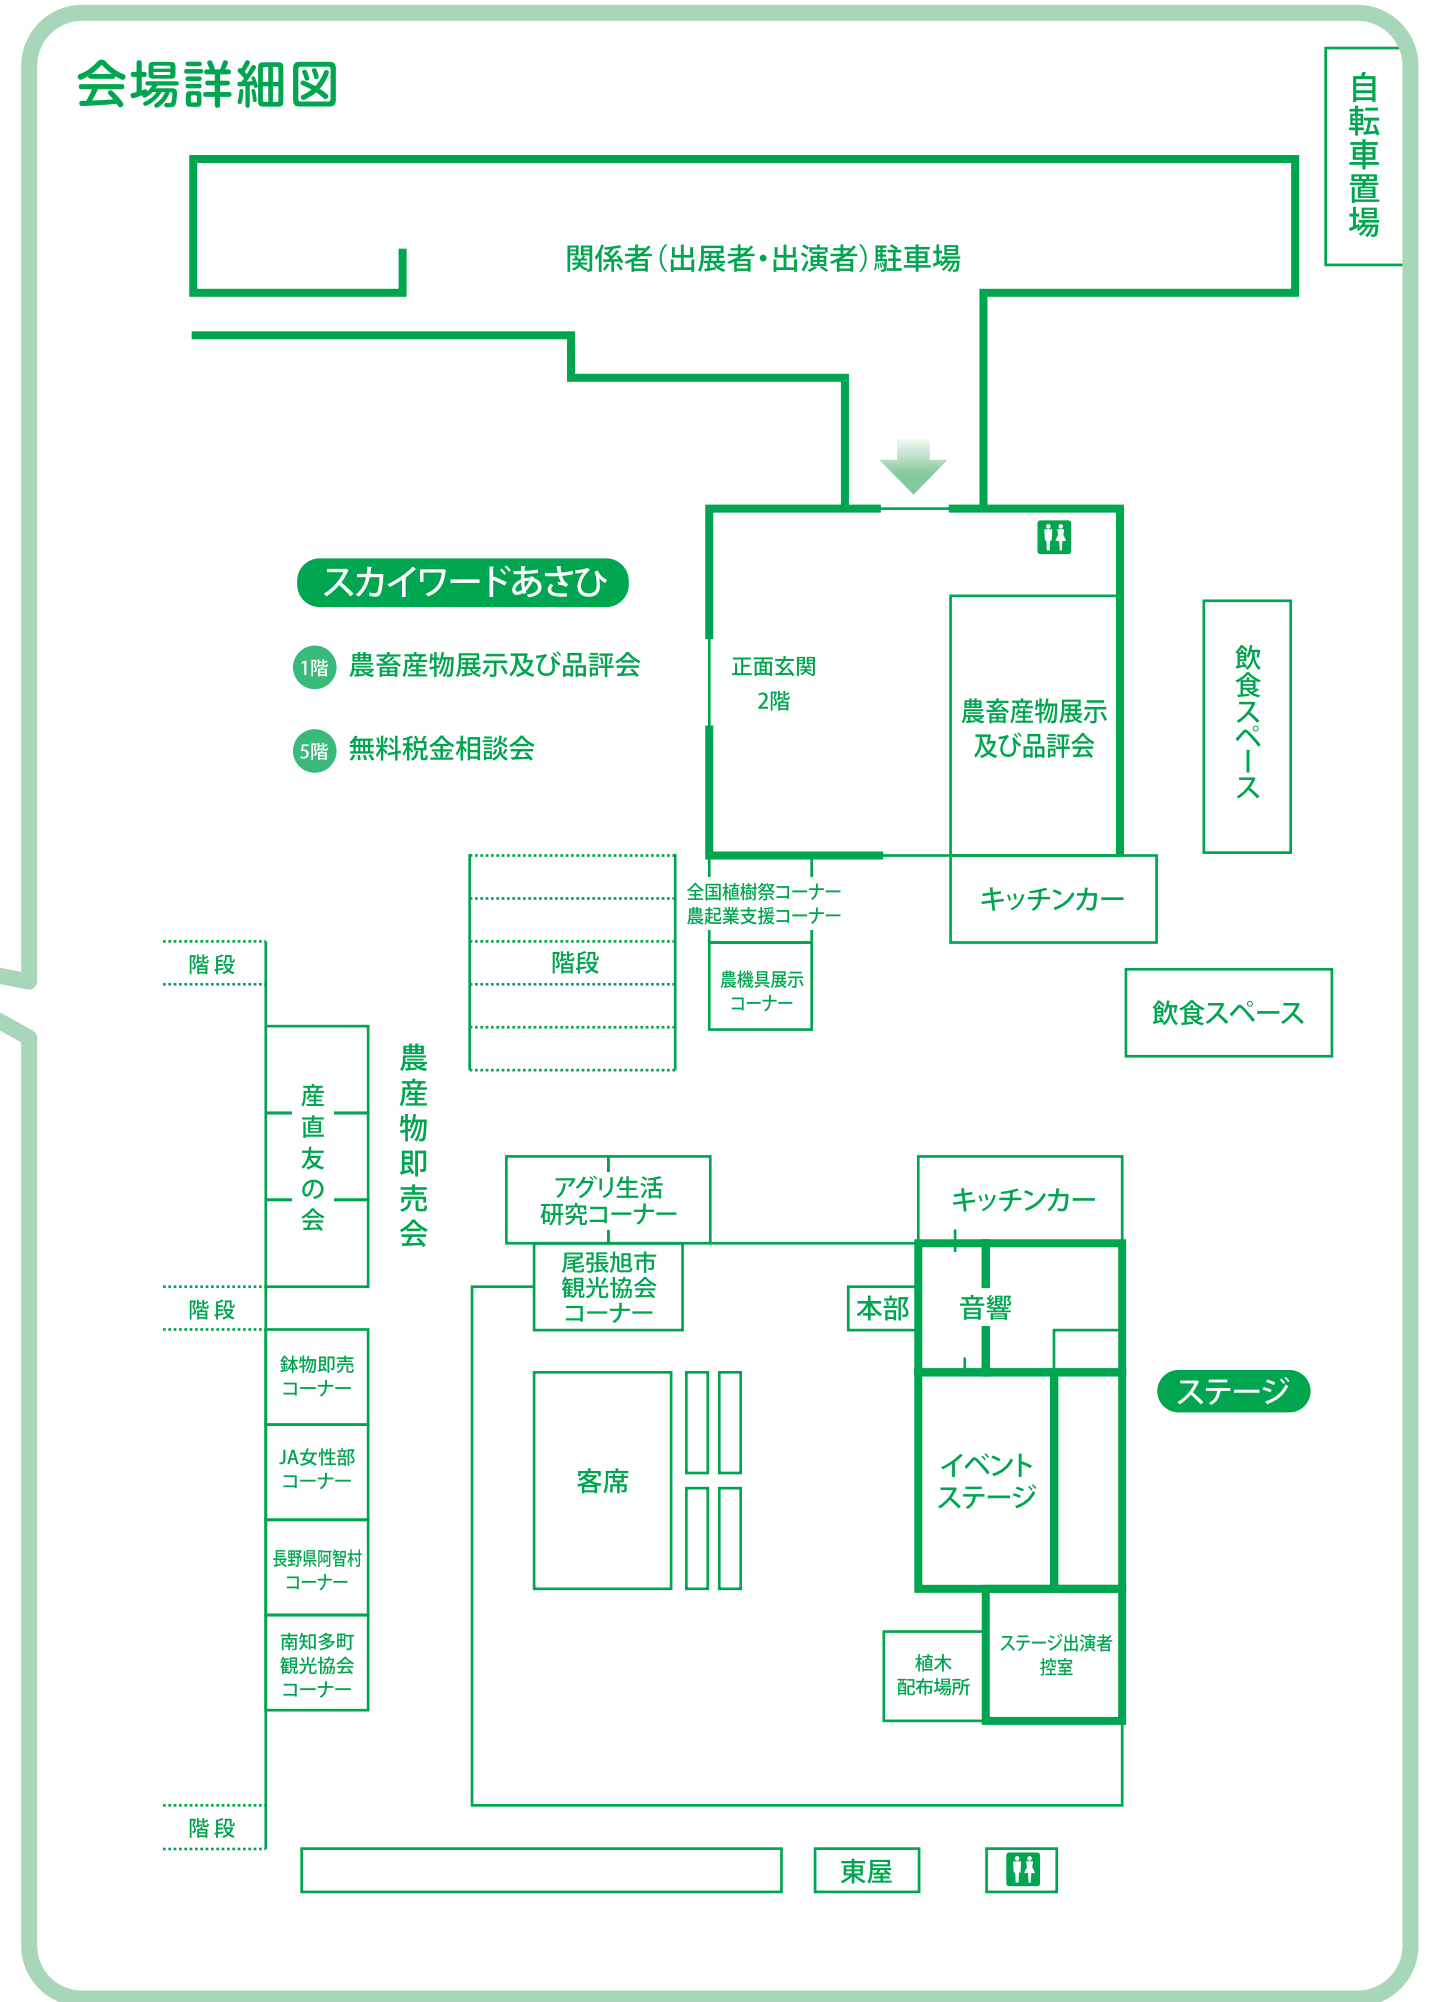 会場詳細図
自転車置場
関係者（出展者・出演者）駐車場
スカイワードあさひ
1階 農畜産物展示及び品評会
5階 無料税金相談会
正面玄関
2階
農畜産物展示
及び品評会
飲食スペース
キッチンカー
全国植樹祭コーナー
農起業支援コーナー
農機具展示
コーナー
階段
飲食スペース
階段
産直友の会
農産物即売会
階段
鉢物即売
コーナー
JA女性部
コーナー
長野県阿智村
コーナー
南知多町
観光協会
コーナー
階段
アグリ生活
研究コーナー
尾張旭市
観光協会
コーナー
キッチンカー
本部
音響
ステージ
客席
イベント
ステージ
ステージ出演者
控室
植木
配布場所
東屋